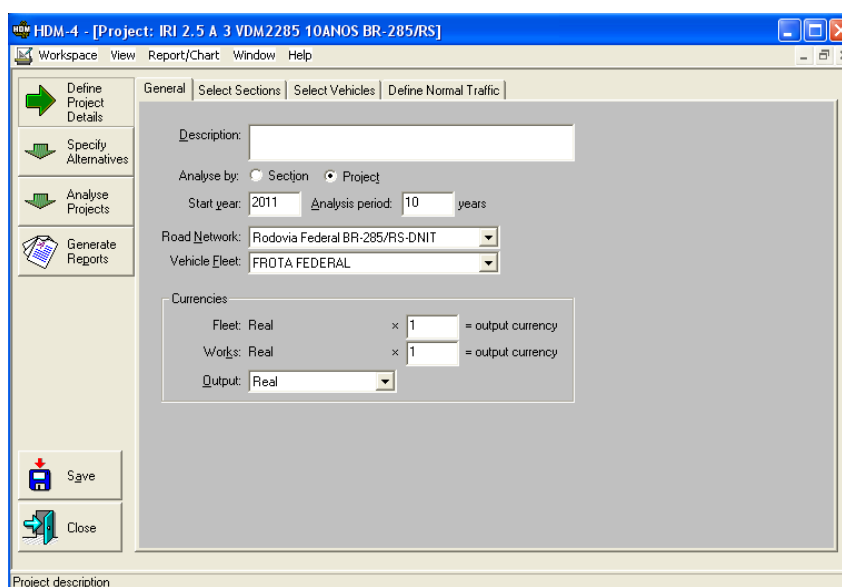 HDM-4 - [Project: IRI 2.5 A 3 VDM2285 10ANOS BR-285/RS]
Workspace View Report/Chart Window Help
Define Project Details
Specify Alternatives
Analyse Projects
Generate Reports
Save
Close
General Select Sections Select Vehicles Define Normal Traffic
Description:
Analyse by: Section Project
Start year: 2011 Analysis period: 10 years
Road Network: Rodovia Federal BR-285/RS-DNIT
Vehicle Fleet: FROTA FEDERAL
Currencies
Fleet: Real × 1 = output currency
Works: Real × 1 = output currency
Output: Real
Project description